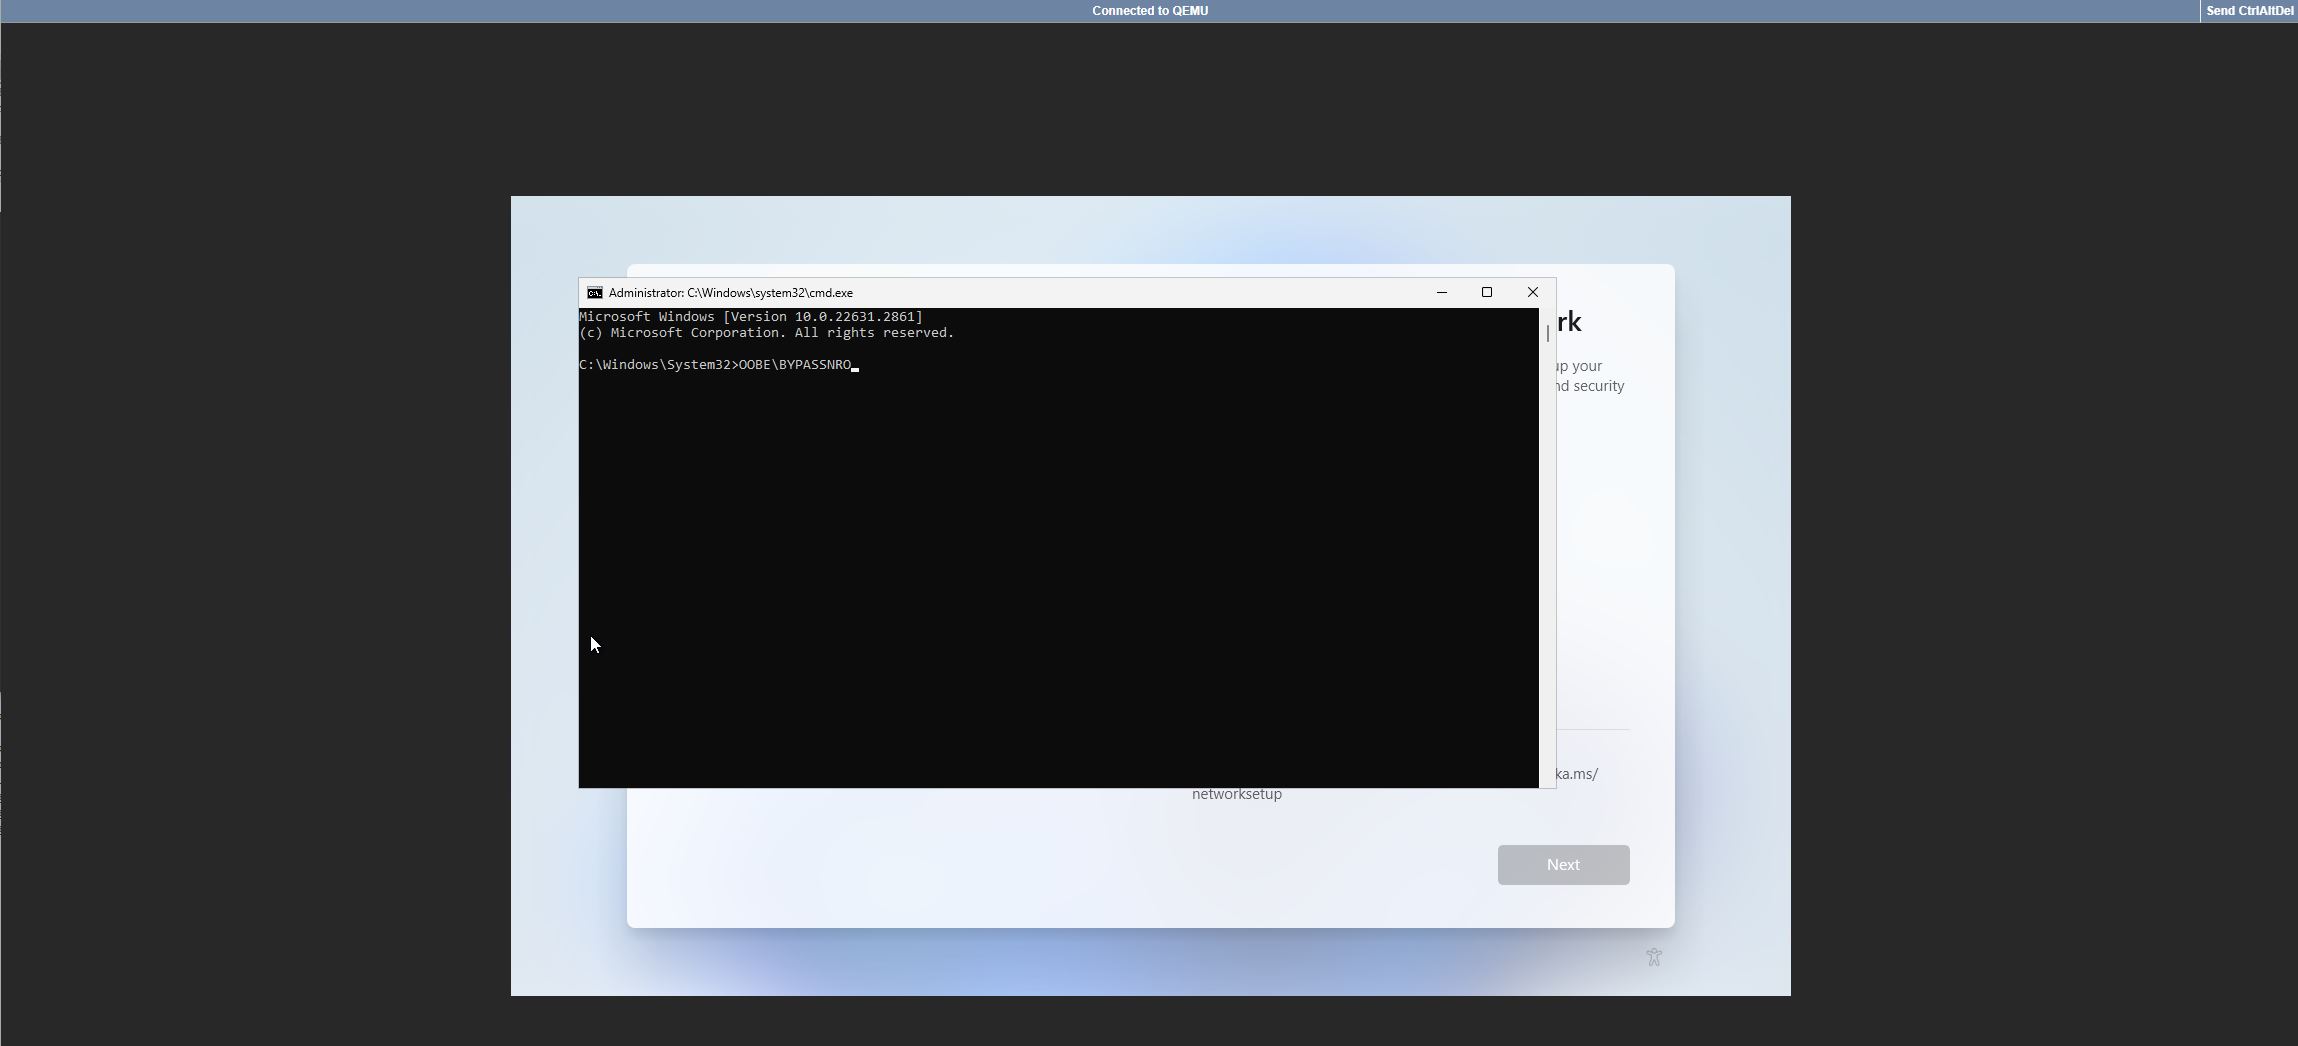 Connected to QEMU
Send CtrlAltDel
Administrator: C:\Windows\system32\cmd.exe
Microsoft Windows [Version 10.0.22631.2861]
(c) Microsoft Corporation. All rights reserved.
C:\Windows\System32>OOBE\BYPASSNRO
rk
up your
nd security
ka.ms/
networksetup
Next